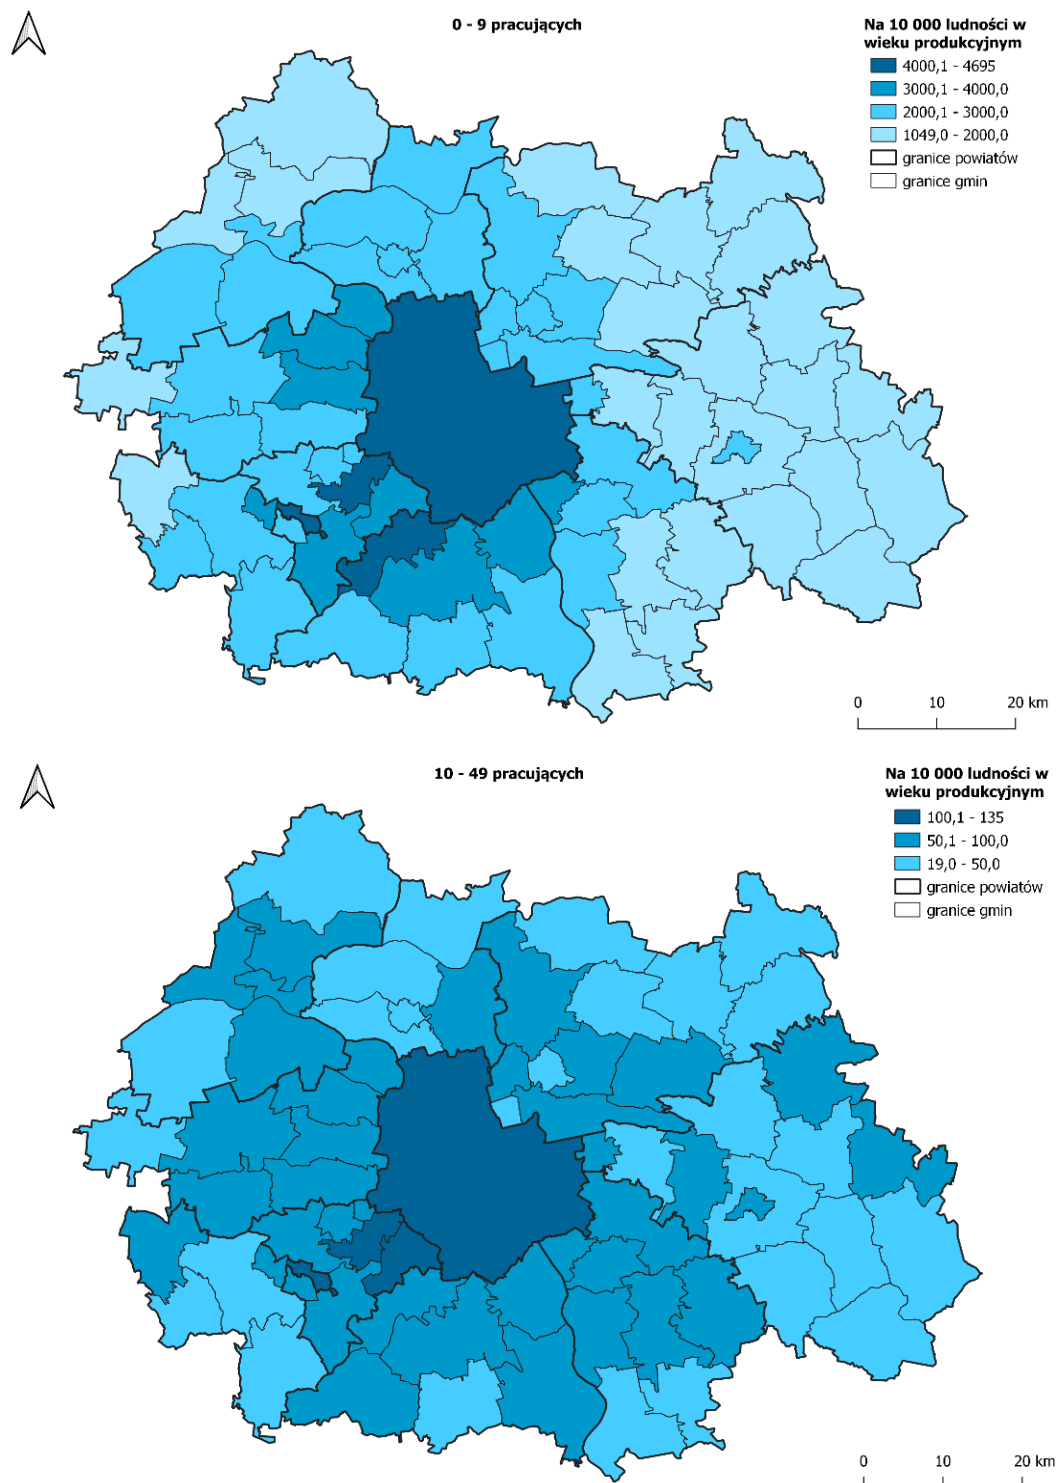 0 - 9 pracujących
Na 10 000 ludności w
wieku produkcyjnym
4000,1 - 4695
3000,1 - 4000,0
2000,1 - 3000,0
1049,0 - 2000,0
granice powiatów
granice gmin
0 10 20 km
10 - 49 pracujących
Na 10 000 ludności w
wieku produkcyjnym
100,1 - 135
50,1 - 100,0
19,0 - 50,0
granice powiatów
granice gmin
0 10 20 km